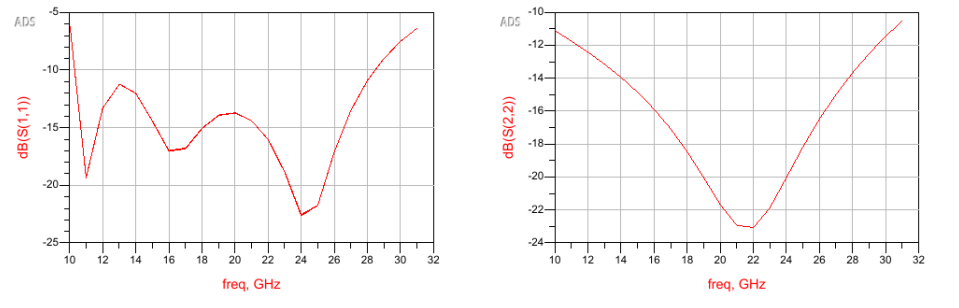 ADS
dB(S(1,1))
-5
-10
-15
-20
-25
10 12 14 16 18 20 22 24 26 28 30 32
freq, GHz
ADS
dB(S(2,2))
-10
-12
-14
-16
-18
-20
-22
-24
10 12 14 16 18 20 22 24 26 28 30 32
freq, GHz